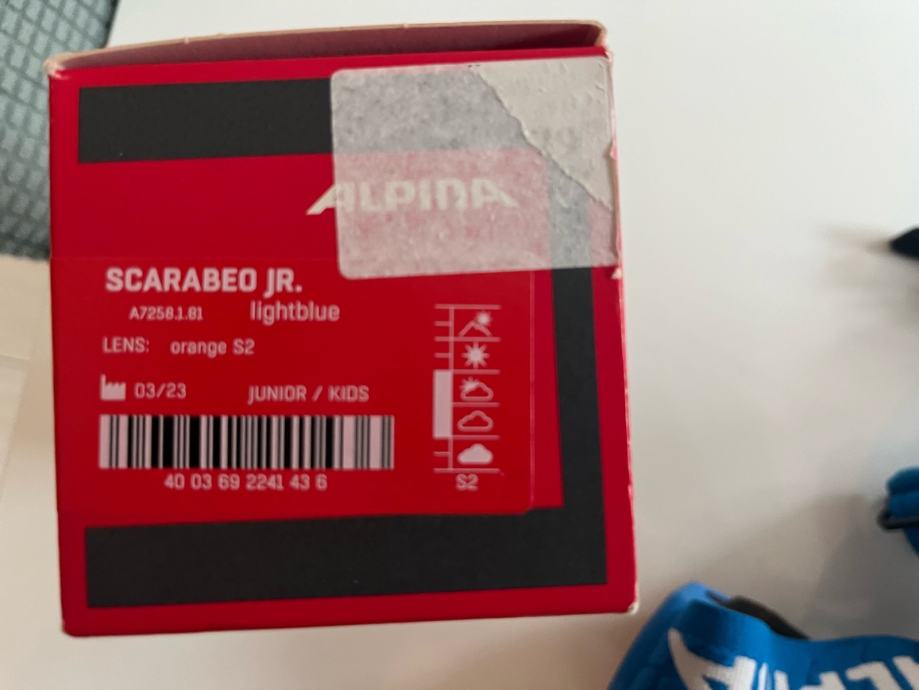 ALPINA
SCARABEO JR.
A7258.1.81 lightblue
LENS: orange S2
03/23 JUNIOR / KIDS
40 03 69 2241 43 6
S2